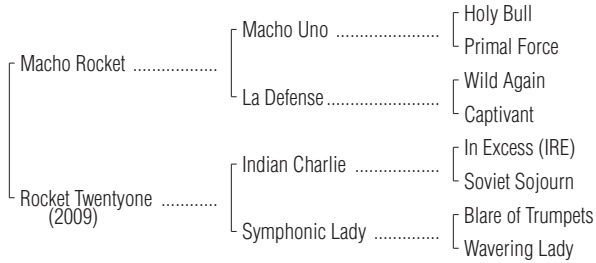 Holy Bull
Macho Uno ..................
Primal Force
Macho Rocket .................
Wild Again
La Defense.......................
Captivant
In Excess (IRE)
Indian Charlie .................
Soviet Sojourn
Rocket Twentyone ............
(2009)
Blare of Trumpets
Symphonic Lady .............
Wavering Lady